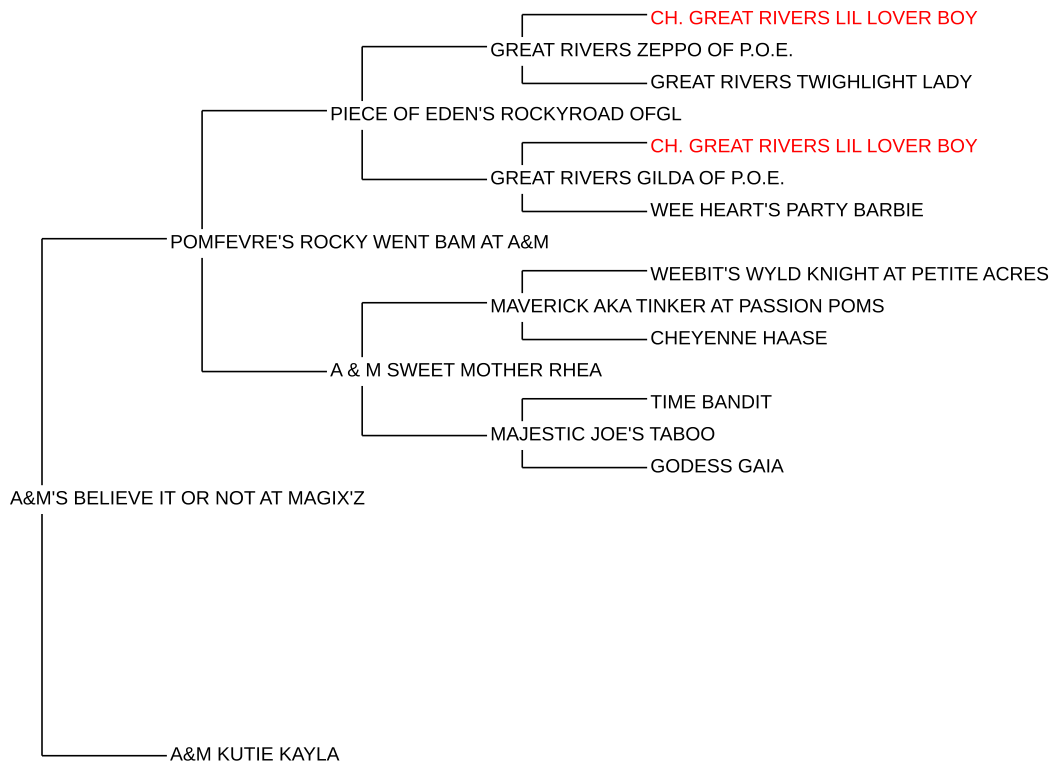 CH. GREAT RIVERS LIL LOVER BOY
GREAT RIVERS ZEPPO OF P.O.E.
GREAT RIVERS TWIGHLIGHT LADY
PIECE OF EDEN'S ROCKYROAD OFGL
CH. GREAT RIVERS LIL LOVER BOY
GREAT RIVERS GILDA OF P.O.E.
WEE HEART'S PARTY BARBIE
POMFEVRE'S ROCKY WENT BAM AT A&M
WEEBIT'S WYLD KNIGHT AT PETITE ACRES
MAVERICK AKA TINKER AT PASSION POMS
CHEYENNE HAASE
A & M SWEET MOTHER RHEA
TIME BANDIT
MAJESTIC JOE'S TABOO
GODESS GAIA
A&M'S BELIEVE IT OR NOT AT MAGIX'Z
A&M KUTIE KAYLA